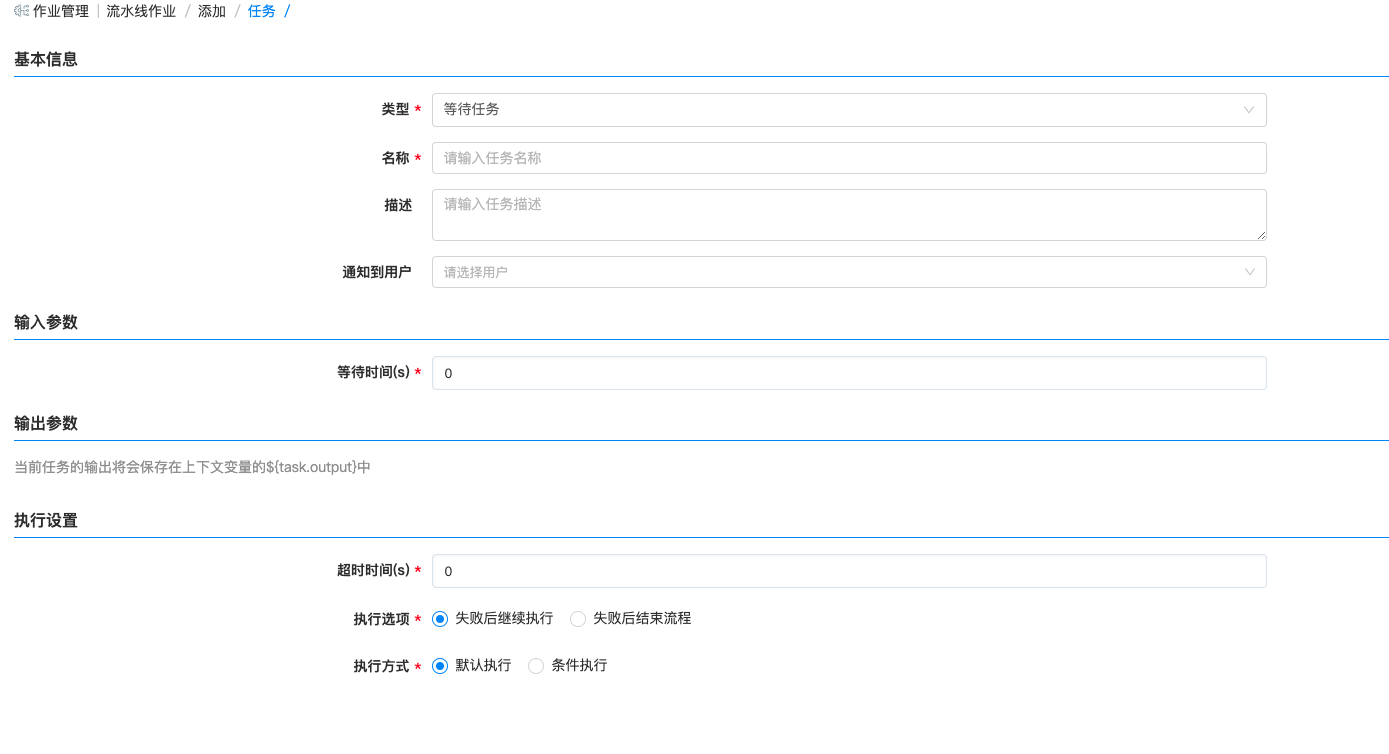 作业管理 | 流水线作业 / 添加 / 任务 /
基本信息
类型 * 等待任务
名称 * 请输入任务名称
描述 请输入任务描述
通知到用户 请选择用户
输入参数
等待时间(s) * 0
输出参数
当前任务的输出将会保存在上下文变量的${task.output}中
执行设置
超时时间(s) * 0
执行选项 * 失败后继续执行 失败后结束流程
执行方式 * 默认执行 条件执行